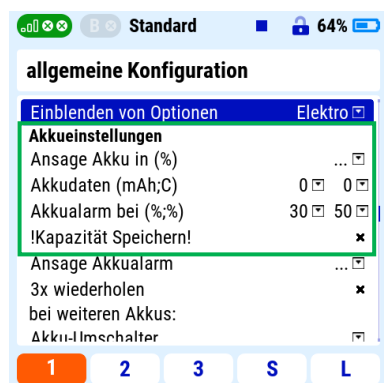 B Standard 64%
allgemeine Konfiguration
Einblenden von Optionen Elektro
Akkueinstellungen
Ansage Akku in (%) ...
Akkudaten (mAh;C) 0 0
Akkualarm bei (%;%) 30 50
!Kapazität Speichern!
Ansage Akkualarm ...
3x wiederholen
bei weiteren Akkus:
Akku-Umschalter
1 2 3 S L